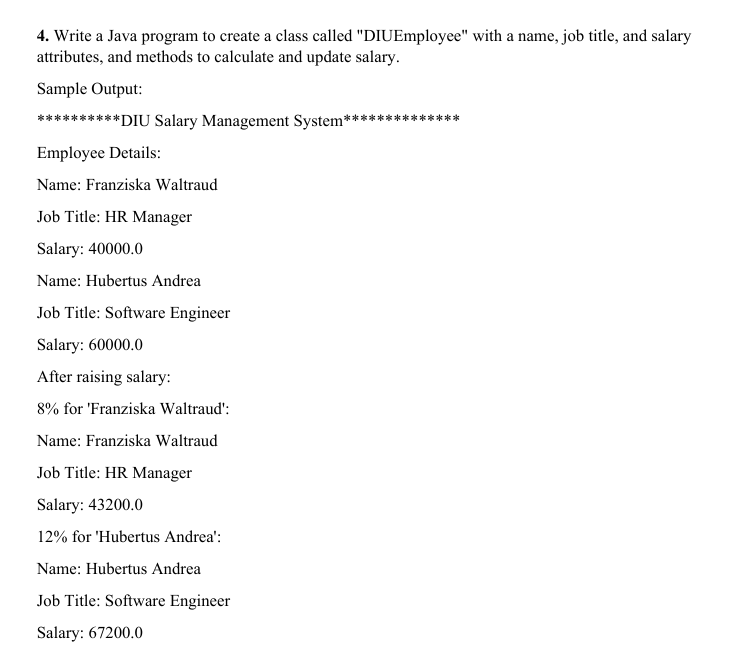 4. Write a Java program to create a class called "DIUEmployee" with a name, job title, and salary
attributes, and methods to calculate and update salary.
Sample Output:
**********DIU Salary Management System**************
Employee Details:
Name: Franziska Waltraud
Job Title: HR Manager
Salary: 40000.0
Name: Hubertus Andrea
Job Title: Software Engineer
Salary: 60000.0
After raising salary:
8% for 'Franziska Waltraud':
Name: Franziska Waltraud
Job Title: HR Manager
Salary: 43200.0
12% for 'Hubertus Andrea':
Name: Hubertus Andrea
Job Title: Software Engineer
Salary: 67200.0